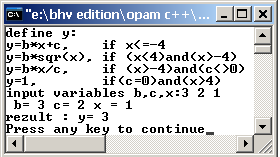 "e:\bhv edition\opam c++\...
define y:
y=b*x+c,    if x<=-4
y=b*sqr(x), if (x<4)and(x>-4)
y=b*x/c,    if (x>-4)and(c<>0)
y=1,        if(c=0)and(x>4)
input variables b,c,x:3 2 1
 b= 3 c= 2 x = 1
rezult : y= 3
Press any key to continue_